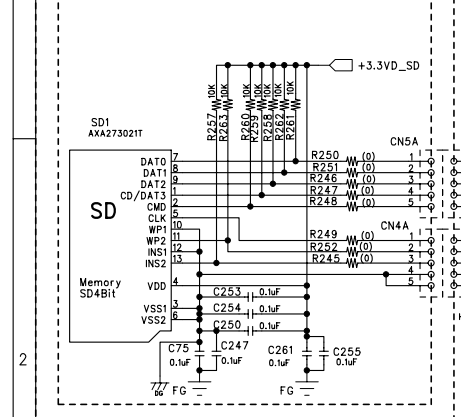 +3.3VD_SD
10K 10K 10K 10K 10K 10K 10K
R257 R263 R260 R259 R258 R262 R261
SD1
AXA273021T
CN5A
DAT0 7 R250 (0) 1
DAT1 8 R251 (0) 2
DAT2 9 R246 (0) 3
CD/DAT3 1 R247 (0) 4
SD CMD 2 R248 (0) 5
CLK 5
CN4A
WP1 10 R249 (0) 1
WP2 11 R252 (0) 2
INS1 12
INS2 13 R245 (0) 3
4
Memory
SD4Bit
VDD 4 5
C253 0.1uF
VSS1 3 C254 0.1uF
VSS2 6 C250 0.1uF
2
C75 C247 C261 C255
0.1uF 0.1uF 0.1uF 0.1uF
DG FG FG